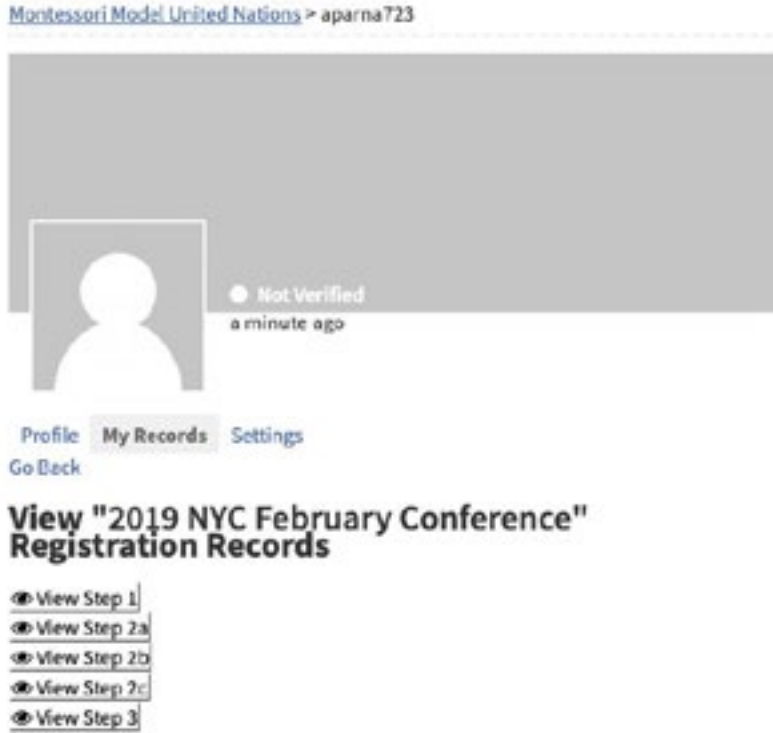 Montessori Model United Nations > aparna723
Not Verified
a minute ago
Profile My Records Settings
Go Back
View "2019 NYC February Conference"
Registration Records
View Step 1
View Step 2a
View Step 2b
View Step 2c
View Step 3